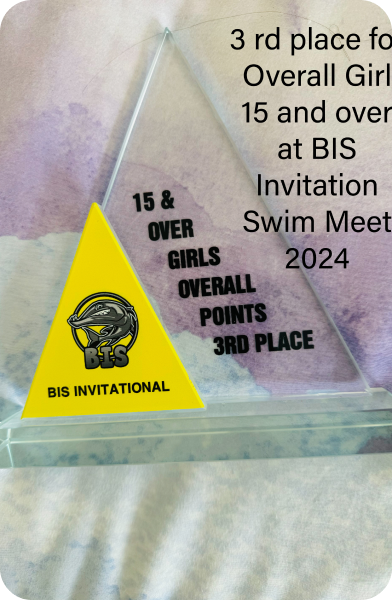 3 rd place fo
Overall Girl
15 and over
at BIS
Invitation
Swim Meet
2024
15 &
OVER
GIRLS
OVERALL
POINTS
3RD PLACE
BIS
BIS INVITATIONAL